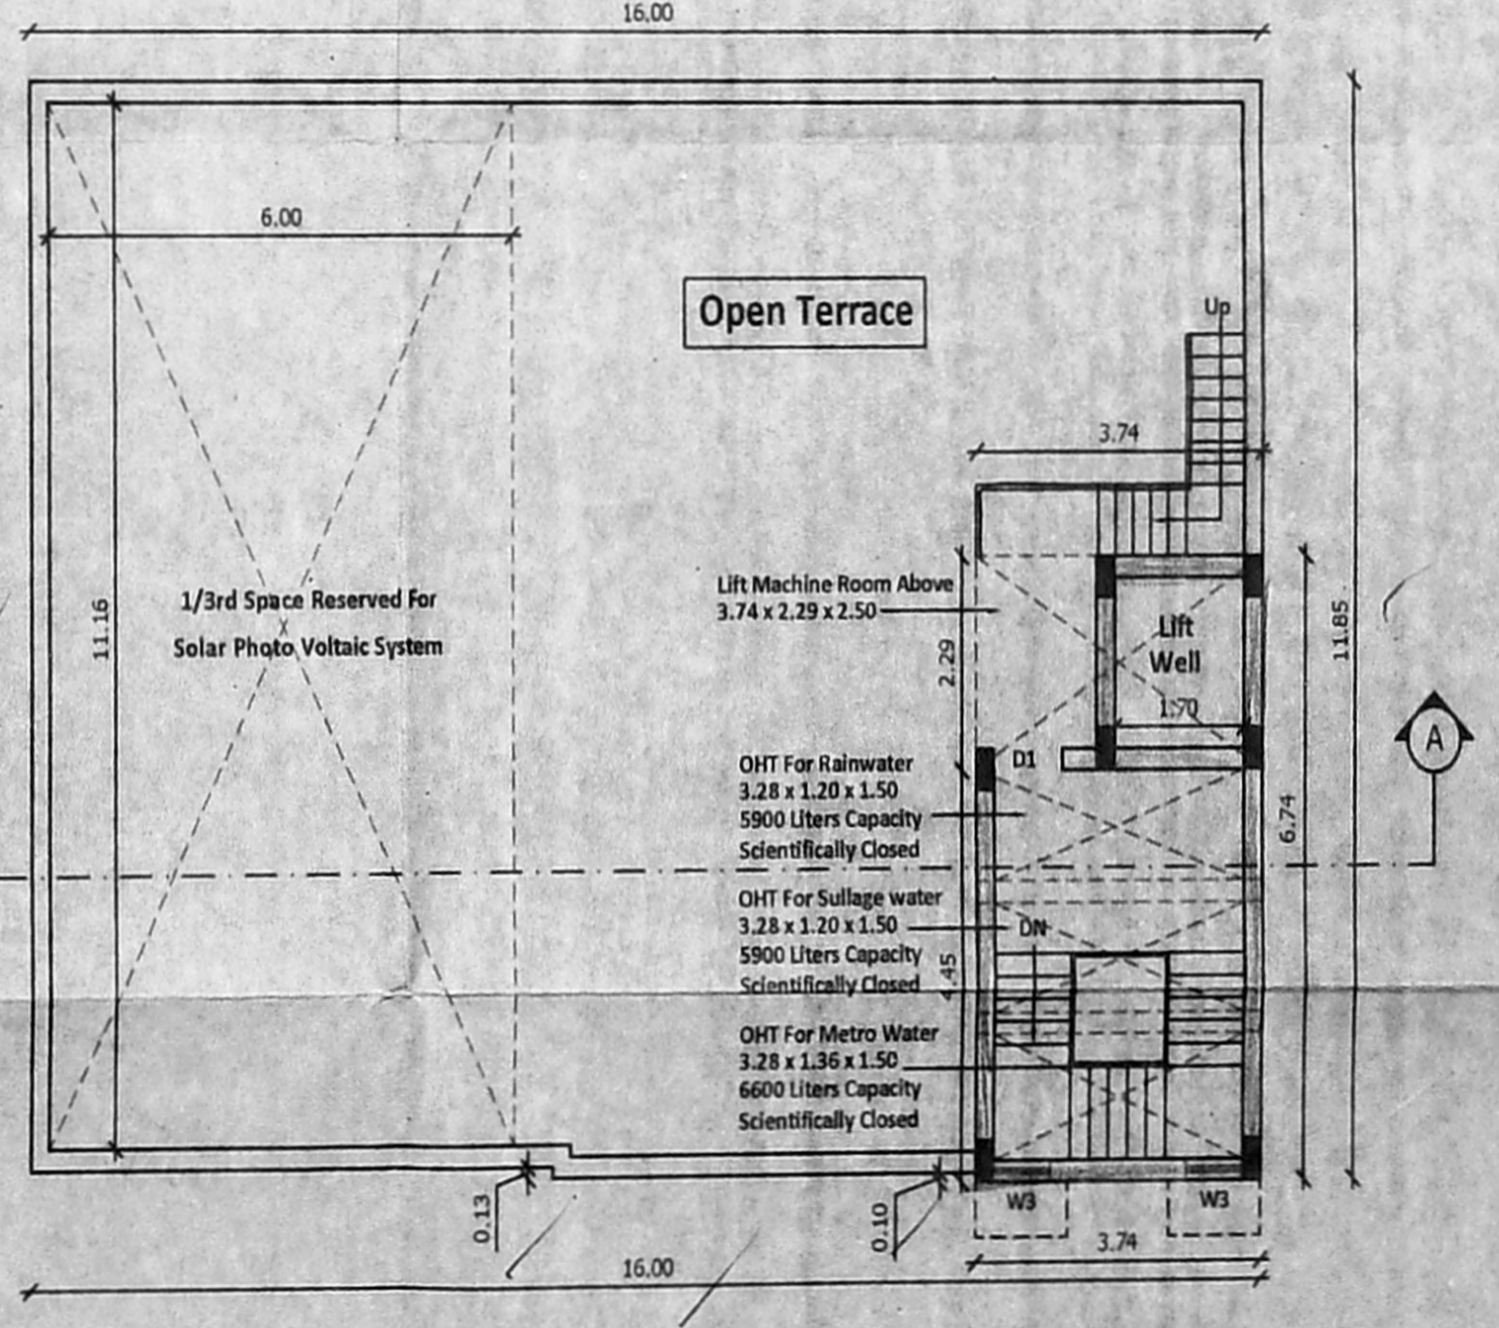 16.00
6.00
Open Terrace
Up
3.74
11.16
1/3rd Space Reserved For
Solar Photo Voltaic System
Lift Machine Room Above
3.74 x 2.29 x 2.50
2.29
Lift
Well
1.70
11.85
A
D1
OHT For Rainwater
3.28 x 1.20 x 1.50
5900 Liters Capacity
Scientifically Closed
6.74
OHT For Sullage water
3.28 x 1.20 x 1.50
5900 Liters Capacity
Scientifically Closed
DN
4.45
OHT For Metro Water
3.28 x 1.36 x 1.50
6600 Liters Capacity
Scientifically Closed
W3
W3
0.13
0.10
3.74
16.00